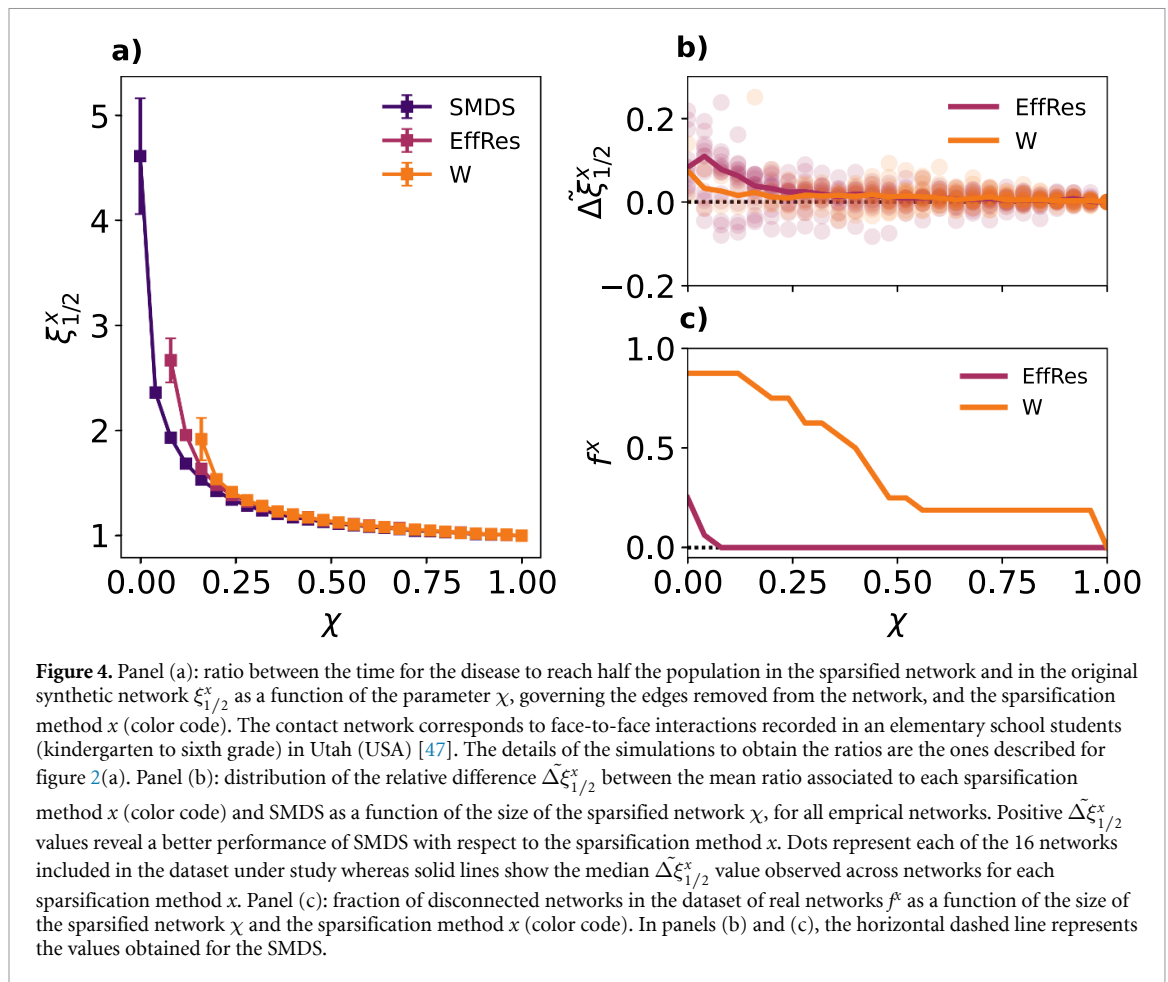 a)
5
4
3
2
1
ξˣ₁/₂
SMDS
EffRes
W
0.00 0.25 0.50 0.75 1.00
χ
b)
0.2
0.0
−0.2
Δ̃ξˣ₁/₂
EffRes
W
c)
1.0
0.5
0.0
fˣ
EffRes
W
0.00 0.25 0.50 0.75 1.00
χ
Figure 4. Panel (a): ratio between the time for the disease to reach half the population in the sparsified network and in the original
synthetic network ξˣ₁/₂ as a function of the parameter χ, governing the edges removed from the network, and the sparsification
method x (color code). The contact network corresponds to face-to-face interactions recorded in an elementary school students
(kindergarten to sixth grade) in Utah (USA) [47]. The details of the simulations to obtain the ratios are the ones described for
figure 2(a). Panel (b): distribution of the relative difference Δ̃ξˣ₁/₂ between the mean ratio associated to each sparsification
method x (color code) and SMDS as a function of the size of the sparsified network χ, for all emprical networks. Positive Δ̃ξˣ₁/₂
values reveal a better performance of SMDS with respect to the sparsification method x. Dots represent each of the 16 networks
included in the dataset under study whereas solid lines show the median Δ̃ξˣ₁/₂ value observed across networks for each
sparsification method x. Panel (c): fraction of disconnected networks in the dataset of real networks fˣ as a function of the size of
the sparsified network χ and the sparsification method x (color code). In panels (b) and (c), the horizontal dashed line represents
the values obtained for the SMDS.